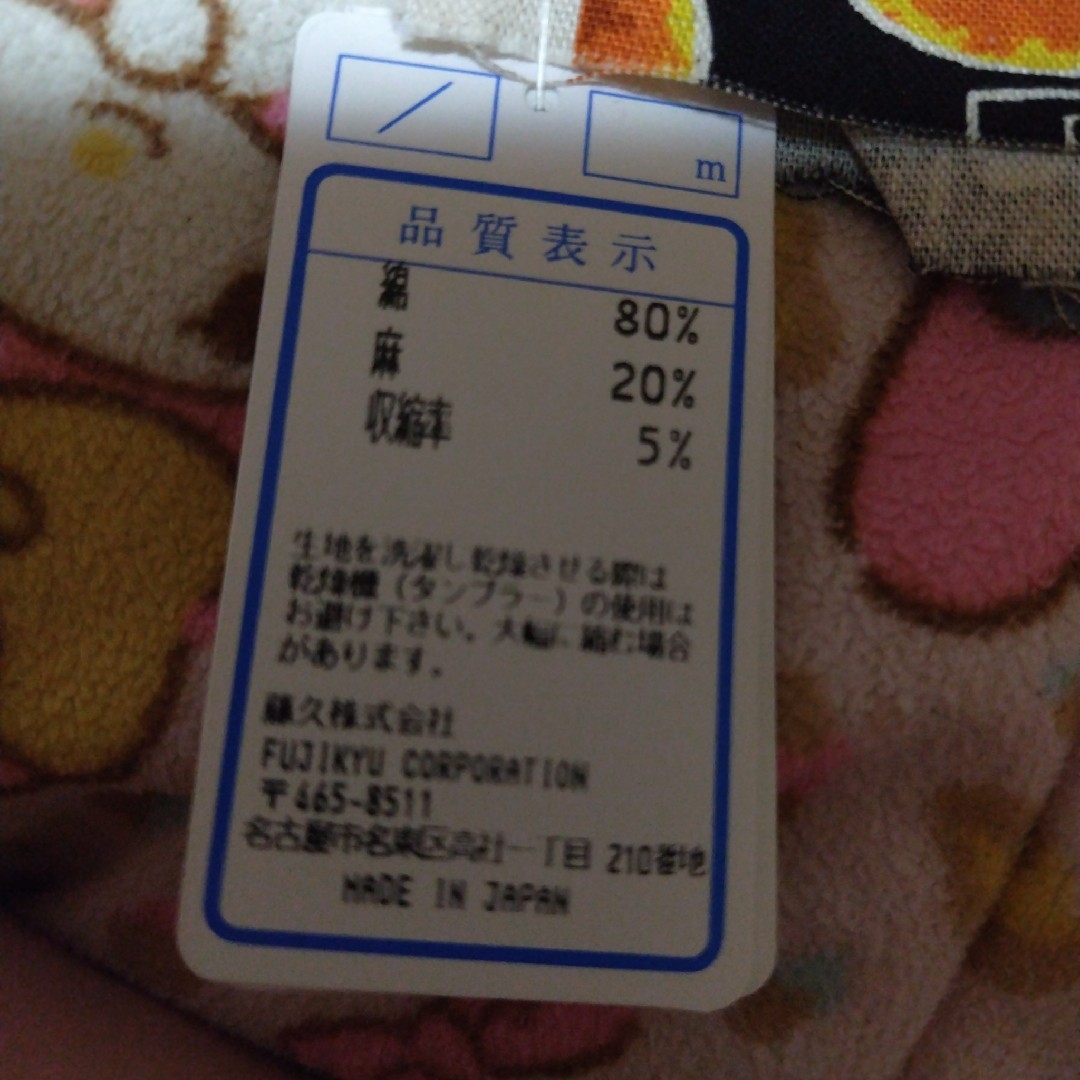 m
品質表示
綿 80%
麻 20%
収縮率 5%
生地を洗濯し乾燥させる際は
乾燥機(タンブラー)の使用は
お避け下さい。大幅に縮む場合
があります。
藤久株式会社
FUJIKYU CORPORATION
〒465-8511
名古屋市名東区高社一丁目 210番地
MADE IN JAPAN